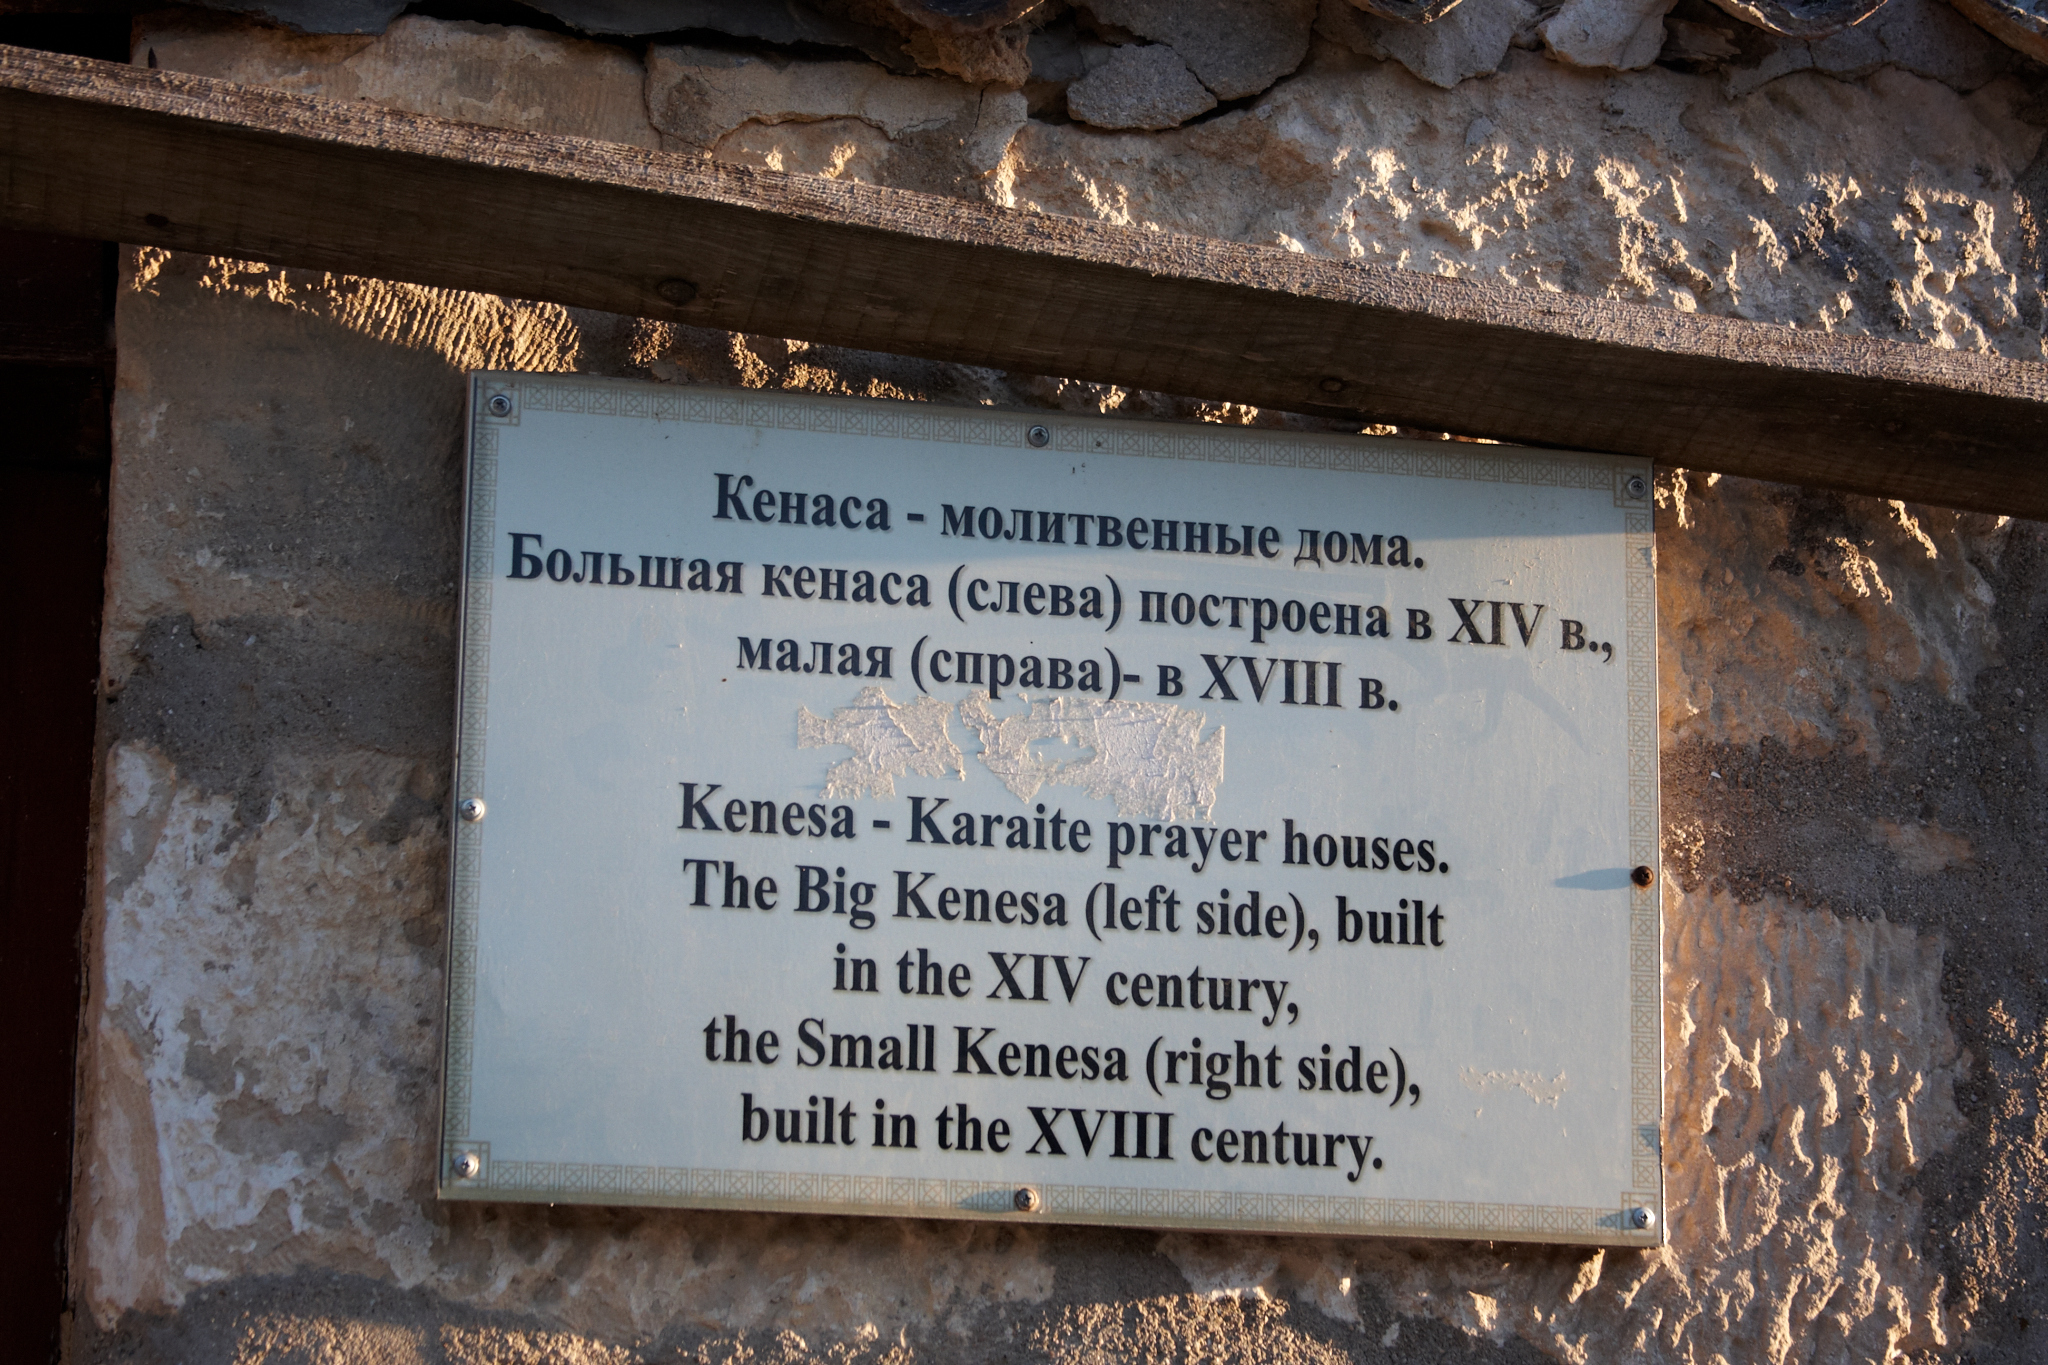 Кенаса - молитвенные дома.
Большая кенаса (слева) построена в XIV в.,
малая (справа)- в XVIII в.
Kenesa - Karaite prayer houses.
The Big Kenesa (left side), built
in the XIV century,
the Small Kenesa (right side),
built in the XVIII century.